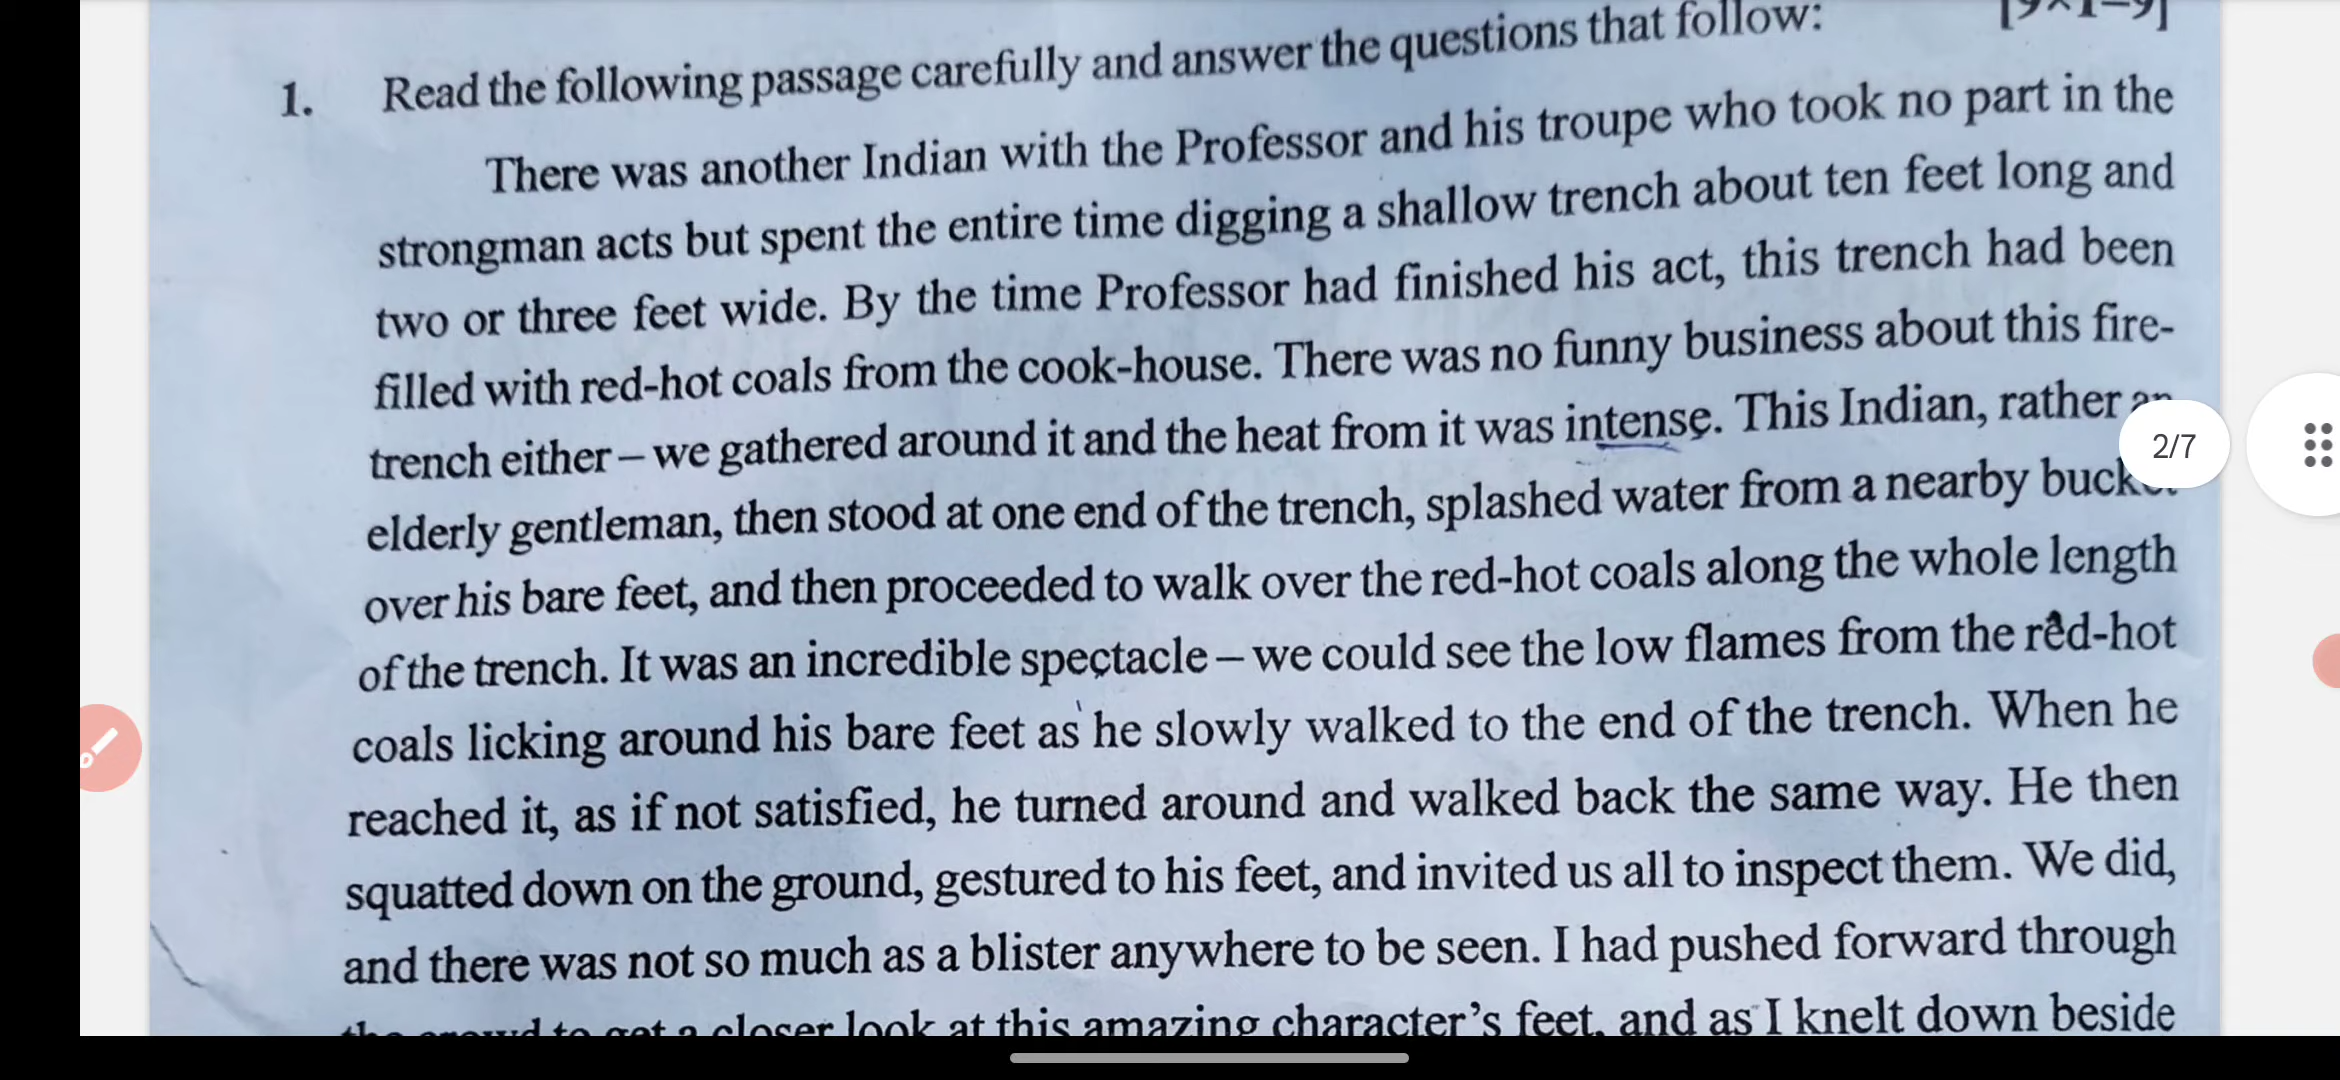 [9×1=9]
1. Read the following passage carefully and answer the questions that follow:
There was another Indian with the Professor and his troupe who took no part in the
strongman acts but spent the entire time digging a shallow trench about ten feet long and
two or three feet wide. By the time Professor had finished his act, this trench had been
filled with red-hot coals from the cook-house. There was no funny business about this fire-
trench either – we gathered around it and the heat from it was intense. This Indian, rather an
elderly gentleman, then stood at one end of the trench, splashed water from a nearby bucket
over his bare feet, and then proceeded to walk over the red-hot coals along the whole length
of the trench. It was an incredible spectacle – we could see the low flames from the red-hot
coals licking around his bare feet as he slowly walked to the end of the trench. When he
reached it, as if not satisfied, he turned around and walked back the same way. He then
squatted down on the ground, gestured to his feet, and invited us all to inspect them. We did,
and there was not so much as a blister anywhere to be seen. I had pushed forward through
the crowd to get a closer look at this amazing character's feet, and as I knelt down beside
2/7